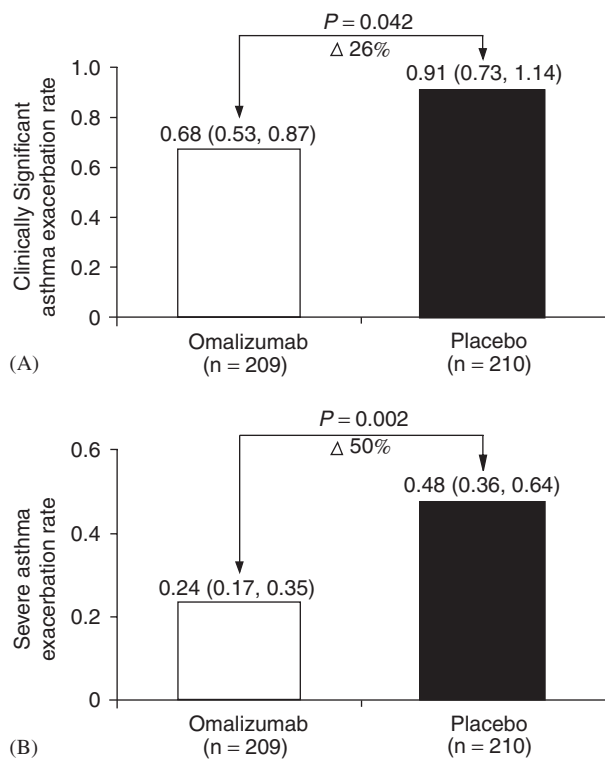 P = 0.042
△ 26%
Clinically Significant
asthma exacerbation rate
1.0
0.8
0.6
0.4
0.2
0
0.68 (0.53, 0.87)
0.91 (0.73, 1.14)
Omalizumab
(n = 209)
Placebo
(n = 210)
(A)
P = 0.002
△ 50%
Severe asthma
exacerbation rate
0.6
0.4
0.2
0
0.48 (0.36, 0.64)
0.24 (0.17, 0.35)
Omalizumab
(n = 209)
Placebo
(n = 210)
(B)